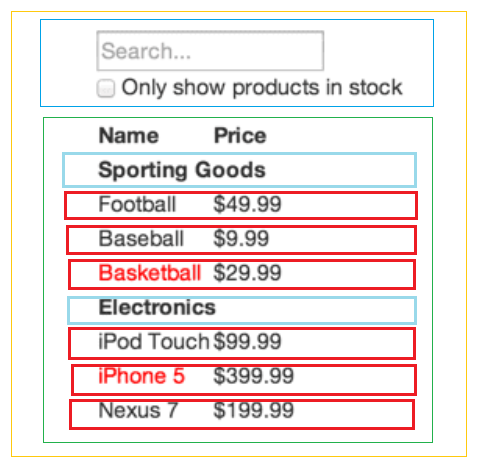 Search...
Only show products in stock
Name Price
Sporting Goods
Football $49.99
Baseball $9.99
Basketball $29.99
Electronics
iPod Touch $99.99
iPhone 5 $399.99
Nexus 7 $199.99